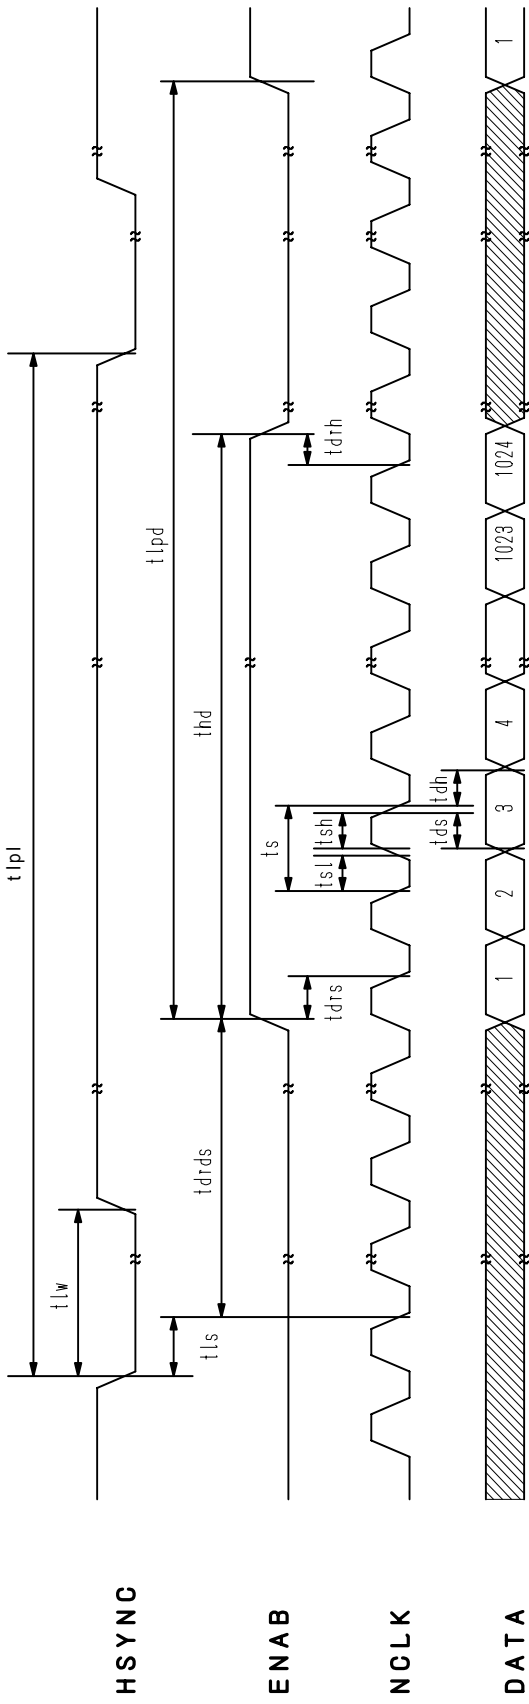 tlpl
tlw
HSYNC
tlpd
tls
tdrds
thd
ENAB
ts
tdrs
tsl
tsh
tdrh
NCLK
tds
tdh
DATA
1
2
3
4
1023
1024
1